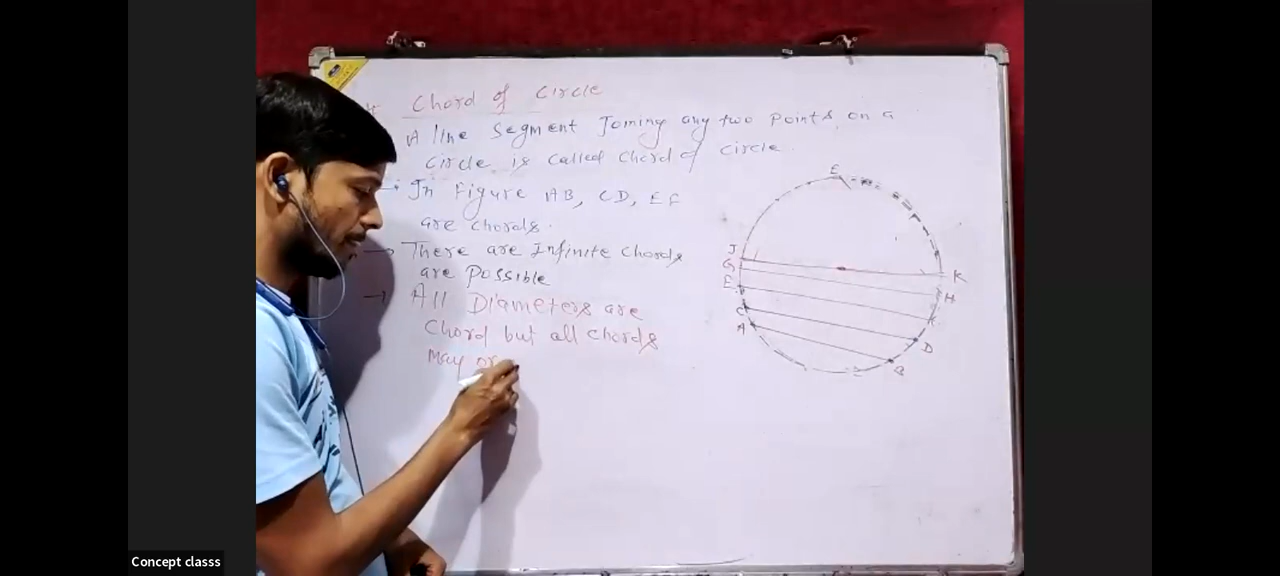 Chord of Circle
A line Segment Joining any two points on a
Circle is called Chord of Circle.
In Figure AB, CD, EF
are chords.
→ There are Infinite Chords
are possible
→ All Diameters are
Chord but all chords
May or
E
J
G
E
C
A
K
H
D
B
Concept classs